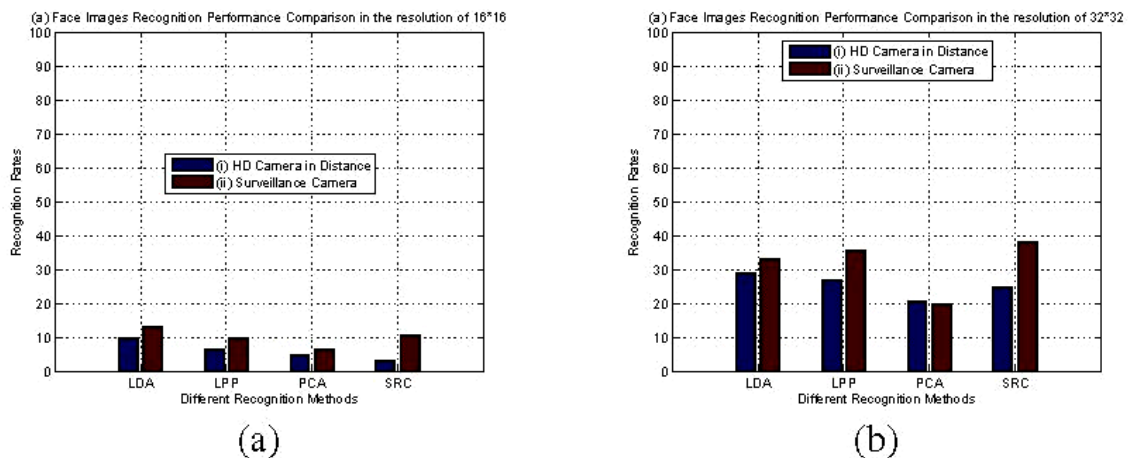 (a) Face Images Recognition Performance Comparison in the resolution of 16*16
100
90
80
70
60
50
40
30
20
10
0
Recognition Rates
(i) HD Camera in Distance
(ii) Surveillance Camera
LDA LPP PCA SRC
Different Recognition Methods
(a)
(a) Face Images Recognition Performance Comparison in the resolution of 32*32
100
90
80
70
60
50
40
30
20
10
0
Recognition Rates
(i) HD Camera in Distance
(ii) Surveillance Camera
LDA LPP PCA SRC
Different Recognition Methods
(b)